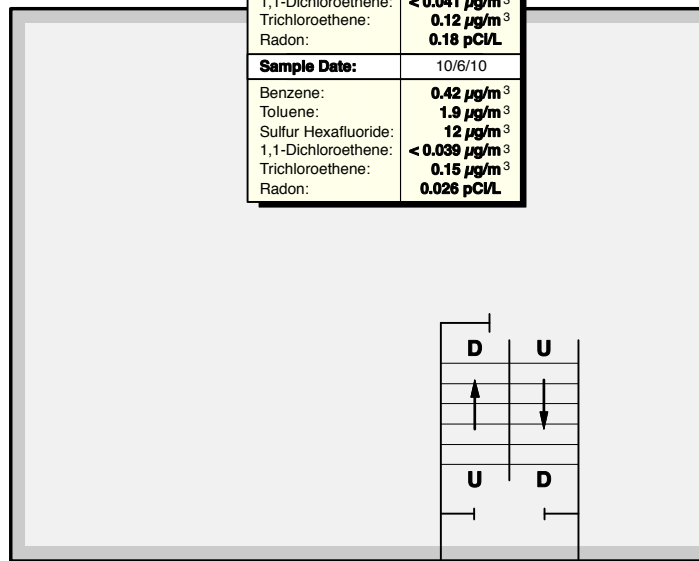 1,1-Dichloroethene: < 0.041 µg/m³
Trichloroethene: 0.12 µg/m³
Radon: 0.18 pCi/L
Sample Date: 10/6/10
Benzene: 0.42 µg/m³
Toluene: 1.9 µg/m³
Sulfur Hexafluoride: 12 µg/m³
1,1-Dichloroethene: < 0.039 µg/m³
Trichloroethene: 0.15 µg/m³
Radon: 0.026 pCi/L
D U
U D